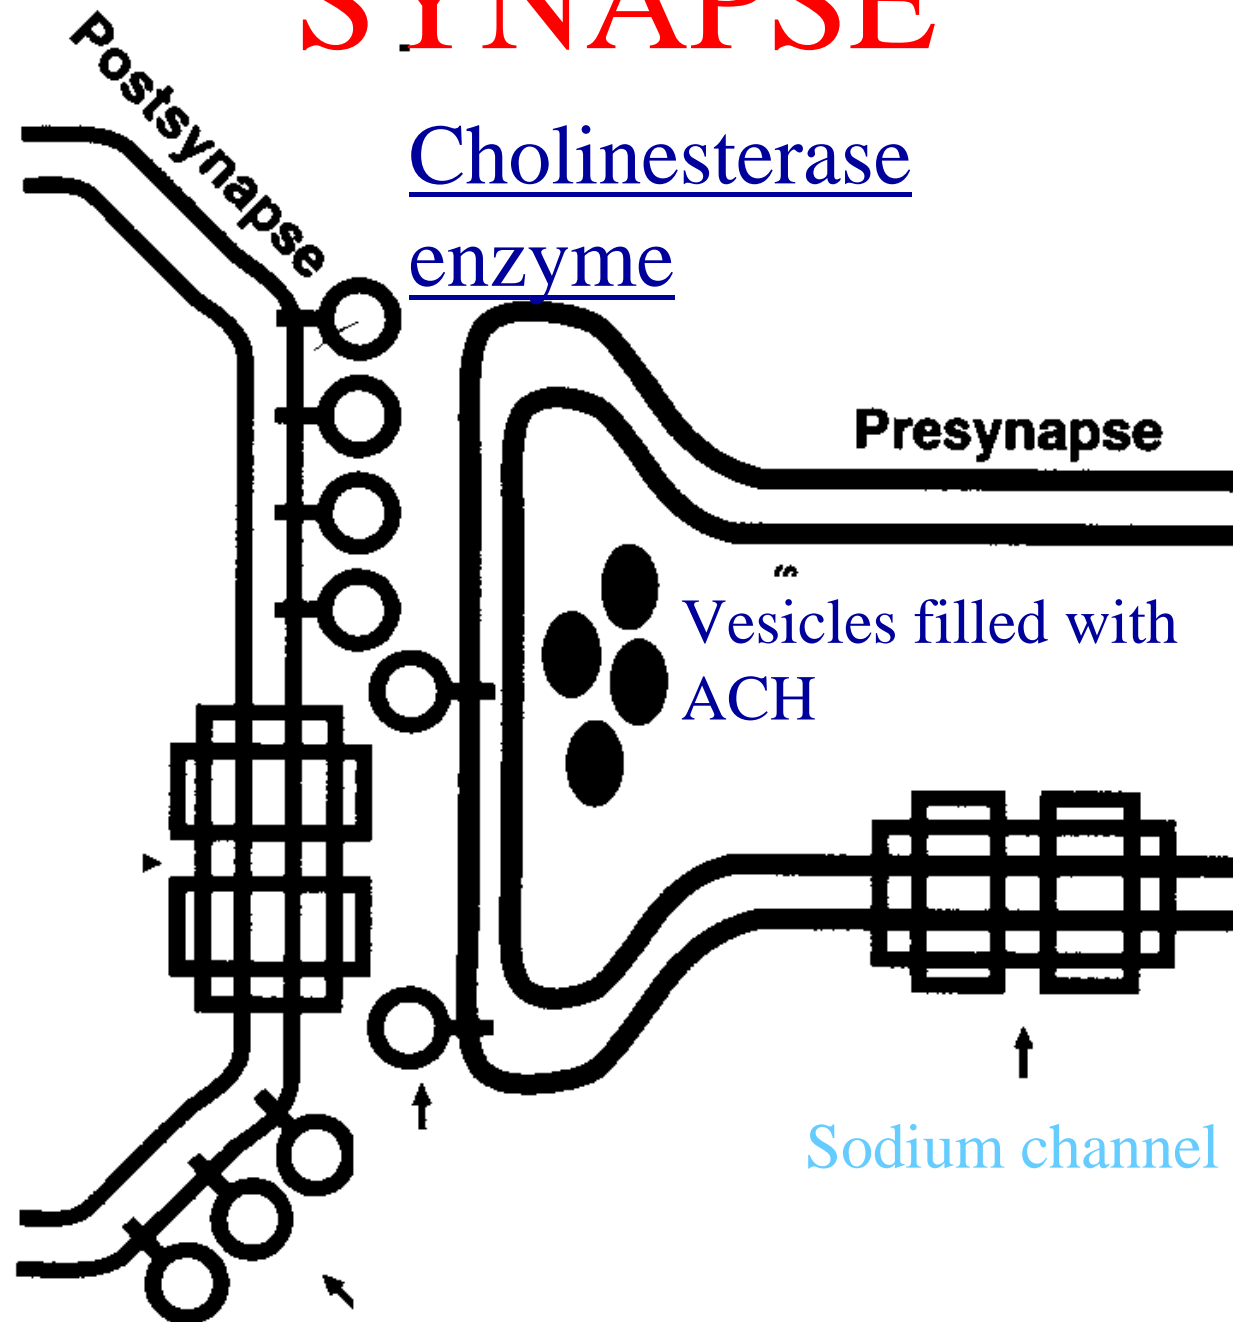 SYNAPSE
Postsynapse
Cholinesterase
enzyme
Presynapse
Vesicles filled with
ACH
Sodium channel